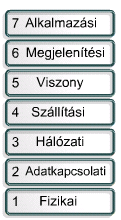 7 Alkalmazási
6 Megjelenítési
5 Viszony
4 Szállítási
3 Hálózati
2 Adatkapcsolati
1 Fizikai